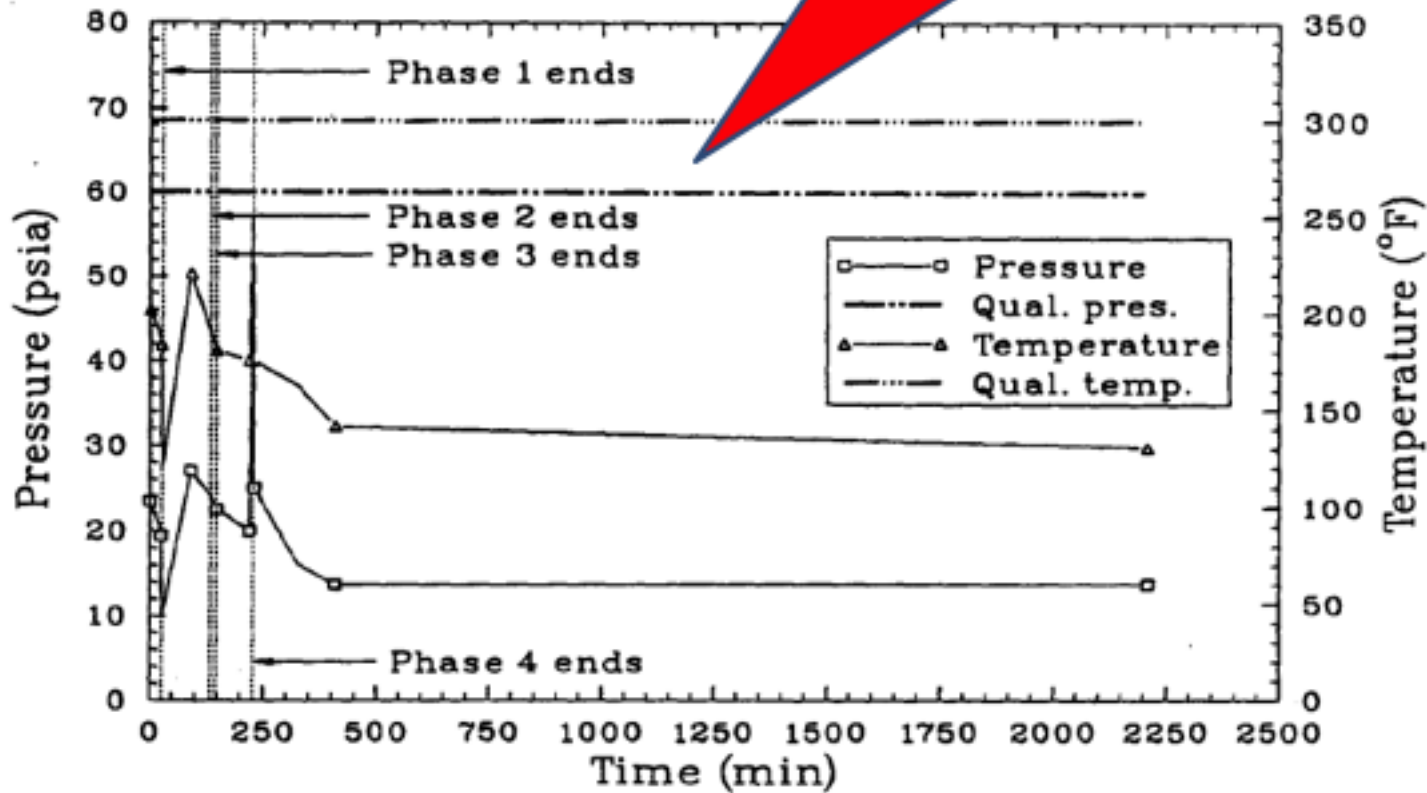 80
70
60
50
40
30
20
10
0
Pressure (psia)
Phase 1 ends
Phase 2 ends
Phase 3 ends
Phase 4 ends
Pressure
Qual. pres.
Temperature
Qual. temp.
350
300
250
200
150
100
50
0
Temperature (°F)
0 250 500 750 1000 1250 1500 1750 2000 2250 2500
Time (min)